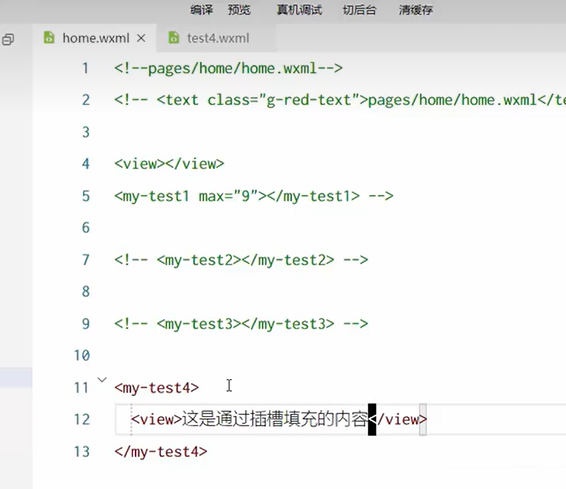 编译 预览 真机调试 切后台 清缓存
home.wxml × test4.wxml
1 <!--pages/home/home.wxml-->
2 <!-- <text class="g-red-text">pages/home/home.wxml</te
3
4 <view></view>
5 <my-test1 max="9"></my-test1> -->
6
7 <!-- <my-test2></my-test2> -->
8
9 <!-- <my-test3></my-test3> -->
10
11 <my-test4>
12 <view>这是通过插槽填充的内容</view>
13 </my-test4>